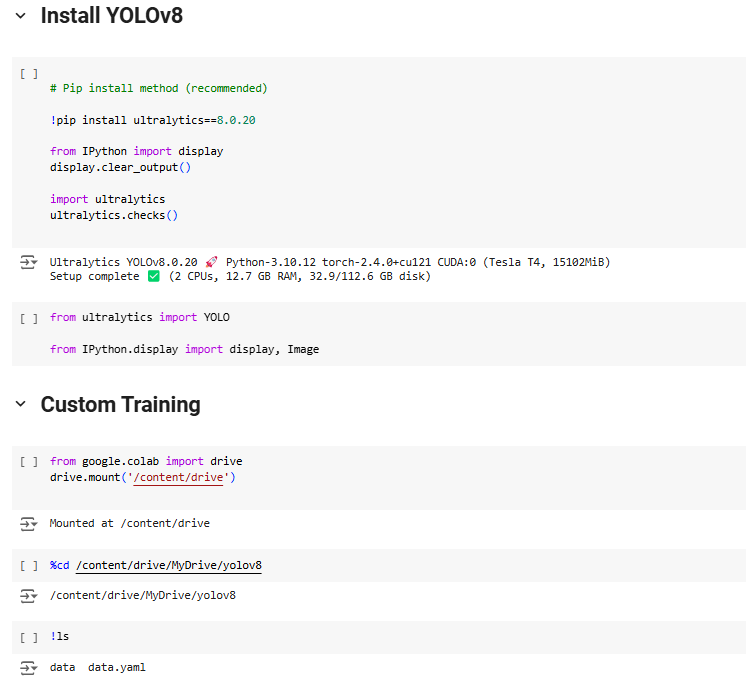 Install YOLOv8
[ ]
# Pip install method (recommended)
!pip install ultralytics==8.0.20
from IPython import display
display.clear_output()
import ultralytics
ultralytics.checks()
Ultralytics YOLOv8.0.20 🚀 Python-3.10.12 torch-2.4.0+cu121 CUDA:0 (Tesla T4, 15102MiB)
Setup complete ✅ (2 CPUs, 12.7 GB RAM, 32.9/112.6 GB disk)
[ ] from ultralytics import YOLO
from IPython.display import display, Image
Custom Training
[ ] from google.colab import drive
drive.mount('/content/drive')
Mounted at /content/drive
[ ] %cd /content/drive/MyDrive/yolov8
/content/drive/MyDrive/yolov8
[ ] !ls
data  data.yaml